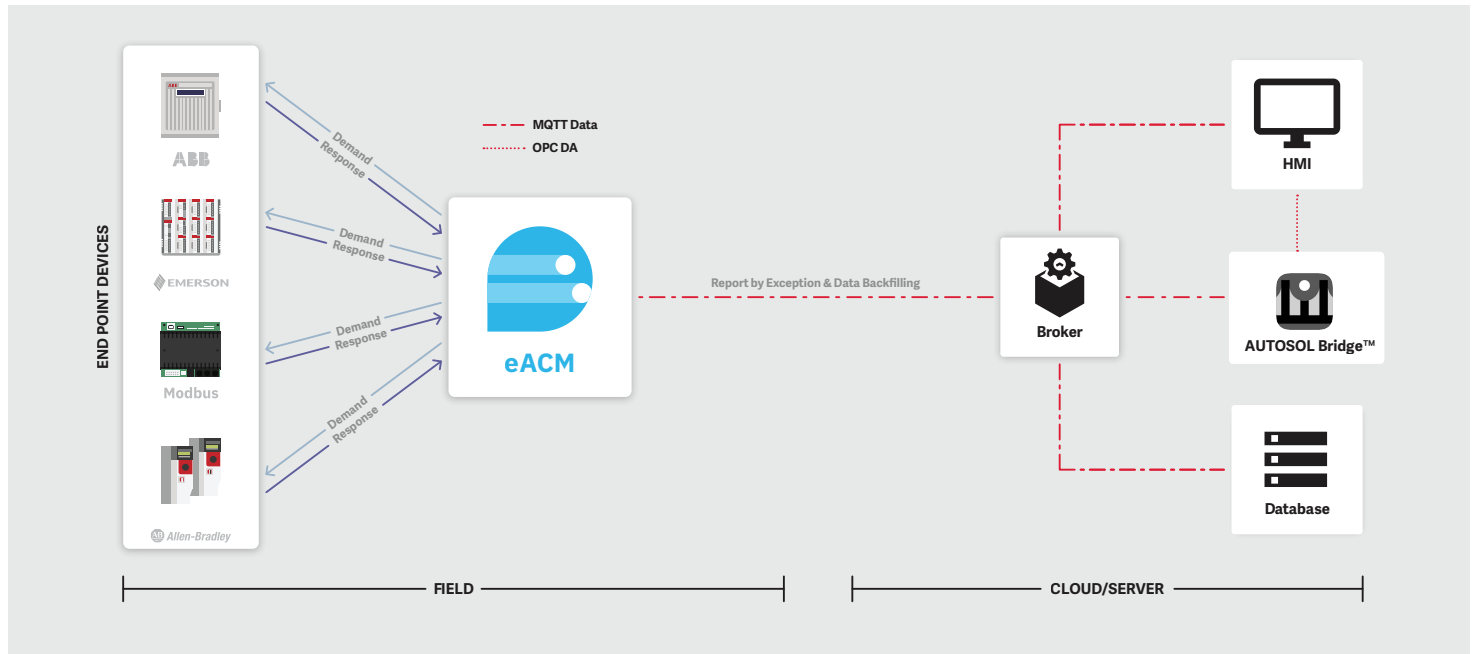 END POINT DEVICES
ABB
ABB
EMERSON
Modbus
Allen-Bradley
Demand
Response
Demand
Response
Demand
Response
Demand
Response
eACM
MQTT Data
OPC DA
Report by Exception & Data Backfilling
Broker
HMI
AUTOSOL Bridge™
Database
FIELD
CLOUD/SERVER